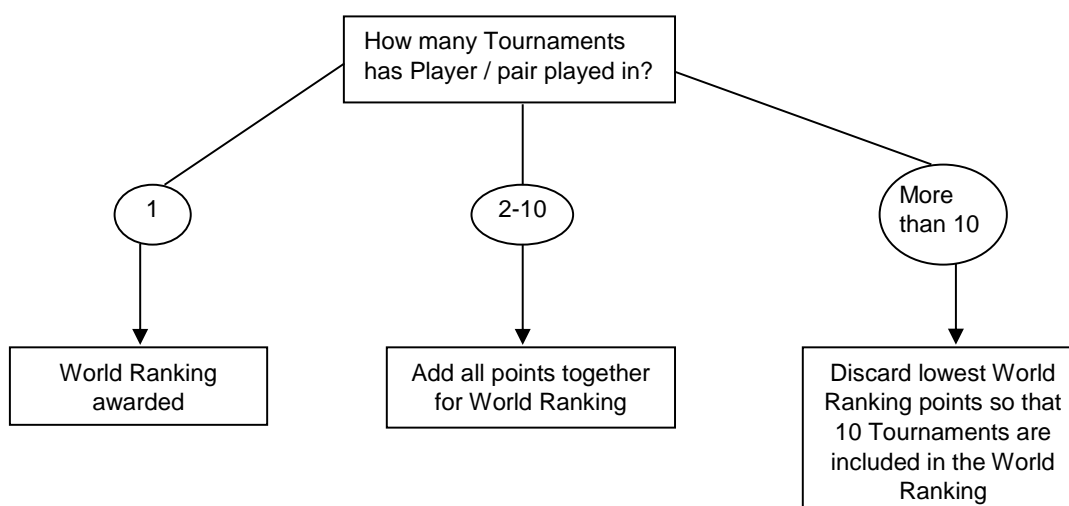 How many Tournaments
has Player / pair played in?
1
2-10
More
than 10
World Ranking
awarded
Add all points together
for World Ranking
Discard lowest World
Ranking points so that
10 Tournaments are
included in the World
Ranking